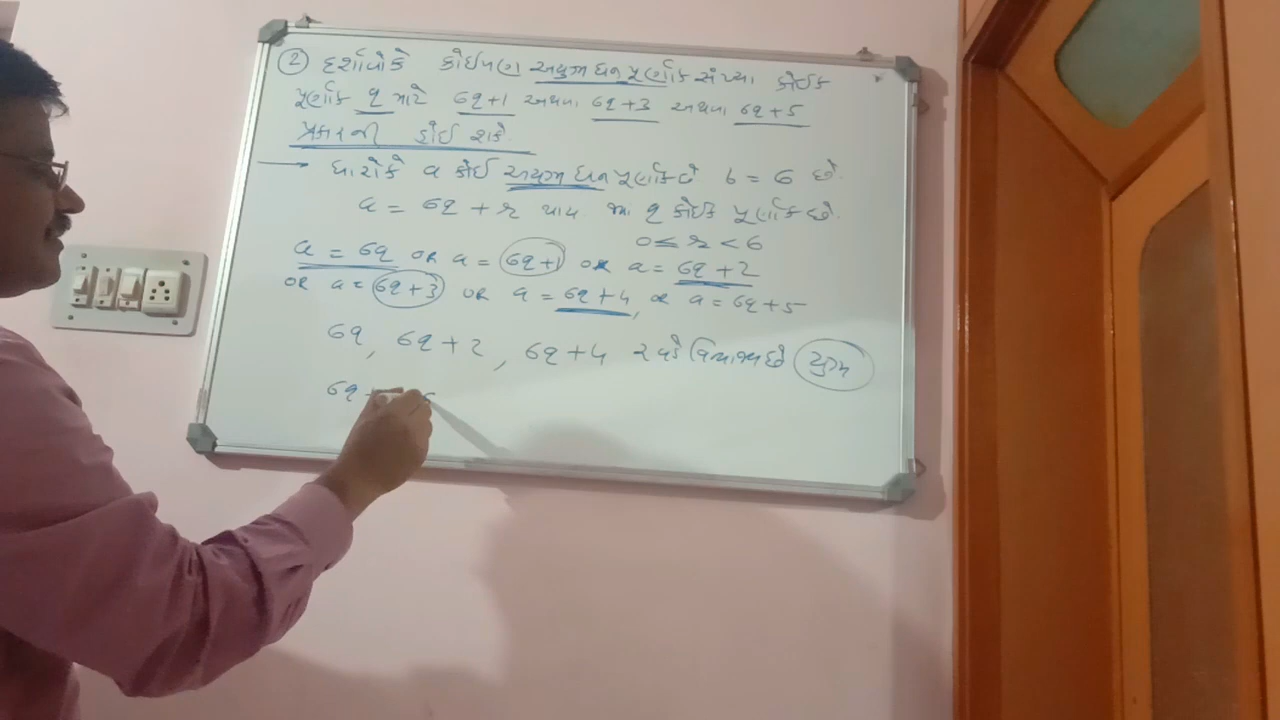 ② દર્શાવોકે કોઈપણ અયુગ્મ ધન પૂર્ણાંક સંખ્યા કોઈક
પૂર્ણાંક q માટે 6q+1 અથવા 6q+3 અથવા 6q+5
પ્રકારની હોઈ શકે.
→ ધારોકે a કોઈ અયુગ્મ ધન પૂર્ણાંક છે b = 6 છે.
a = 6q + r થાય જ્યાં q કોઈક પૂર્ણાંક છે.
0 ≤ r < 6
a = 6q OR a = 6q+1 OR a = 6q+2
OR a = 6q+3 OR a = 6q+4, OR a = 6q+5
6q, 6q+2, 6q+4 2 વડે વિભાજ્ય છે યુગ્મ
6q